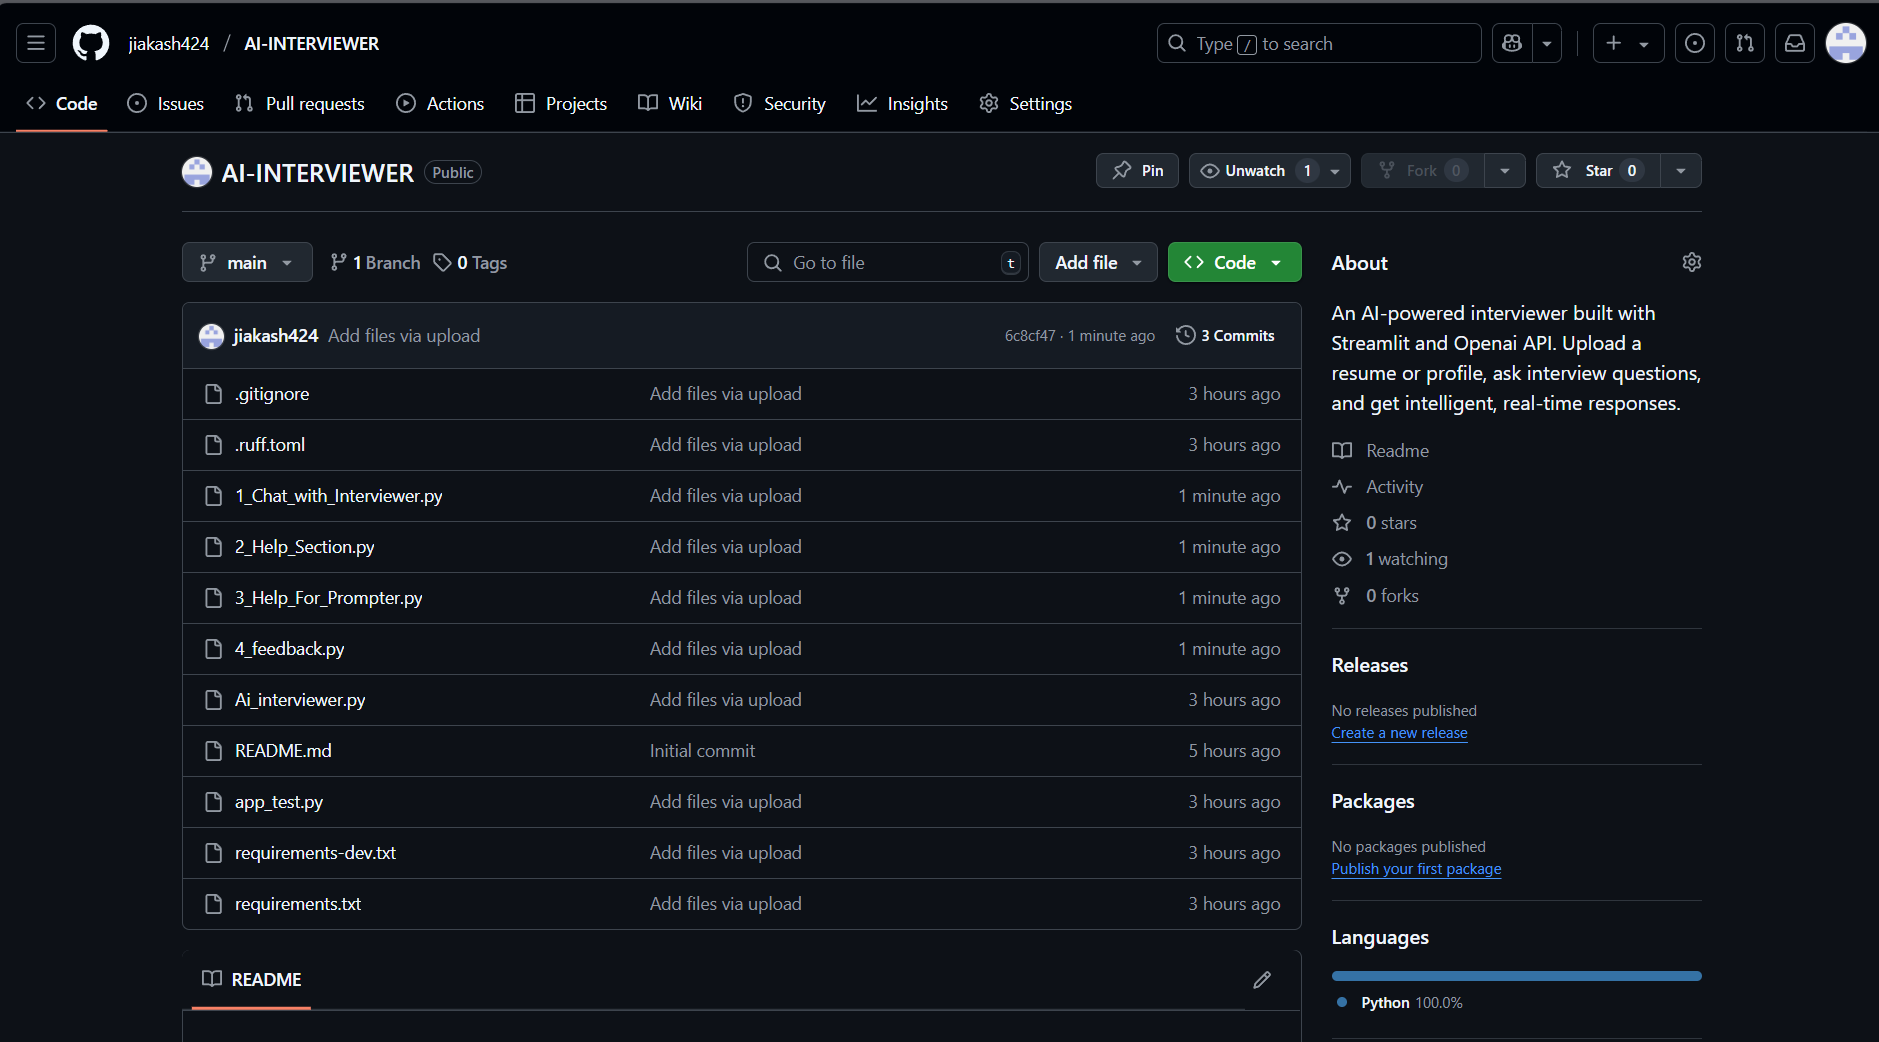 jiakash424 / AI-INTERVIEWER
Type / to search
Code Issues Pull requests Actions Projects Wiki Security Insights Settings
AI-INTERVIEWER Public
Pin Unwatch 1 Fork 0 Star 0
main 1 Branch 0 Tags Go to file t Add file Code
jiakash424 Add files via upload 6c8cf47 · 1 minute ago 3 Commits
.gitignore Add files via upload 3 hours ago
.ruff.toml Add files via upload 3 hours ago
1_Chat_with_Interviewer.py Add files via upload 1 minute ago
2_Help_Section.py Add files via upload 1 minute ago
3_Help_For_Prompter.py Add files via upload 1 minute ago
4_feedback.py Add files via upload 1 minute ago
Ai_interviewer.py Add files via upload 3 hours ago
README.md Initial commit 5 hours ago
app_test.py Add files via upload 3 hours ago
requirements-dev.txt Add files via upload 3 hours ago
requirements.txt Add files via upload 3 hours ago
README
About
An AI-powered interviewer built with
Streamlit and Openai API. Upload a
resume or profile, ask interview questions,
and get intelligent, real-time responses.
Readme
Activity
0 stars
1 watching
0 forks
Releases
No releases published
Create a new release
Packages
No packages published
Publish your first package
Languages
Python 100.0%